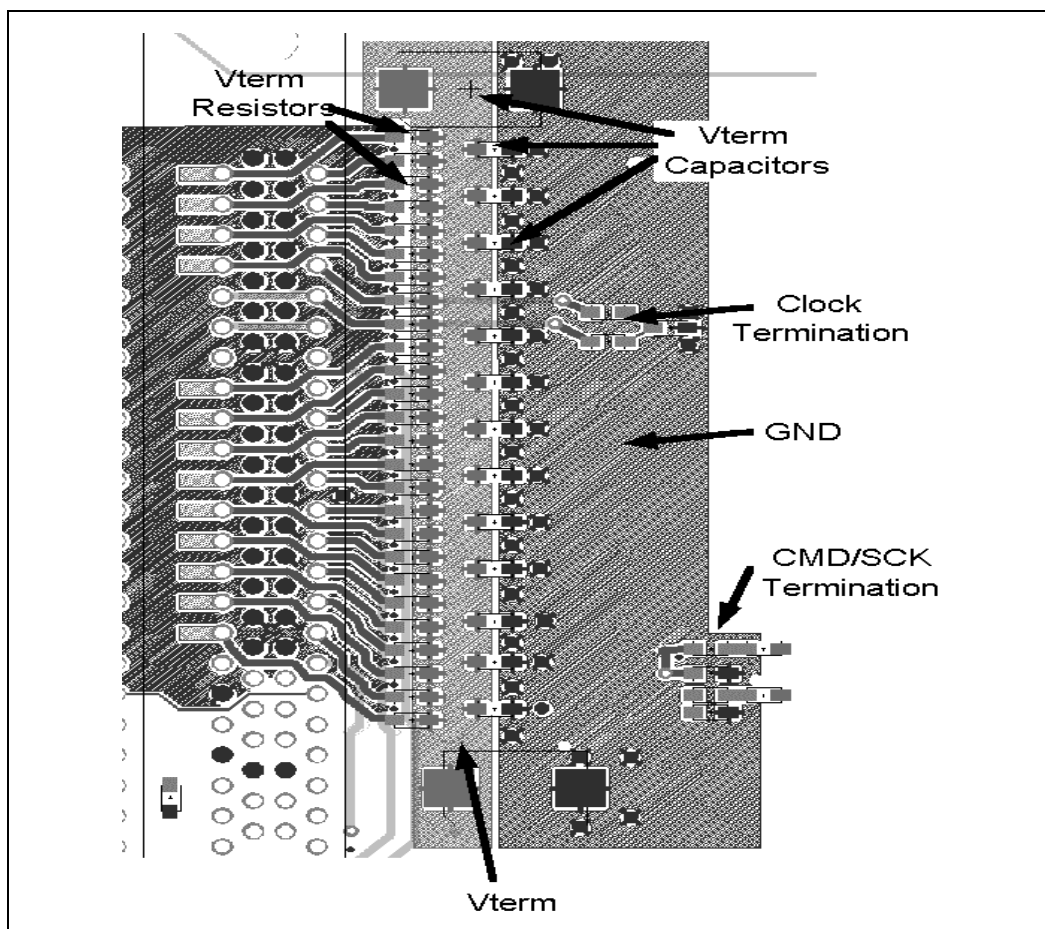 Vterm
Resistors
Vterm
Capacitors
Clock
Termination
GND
CMD/SCK
Termination
Vterm